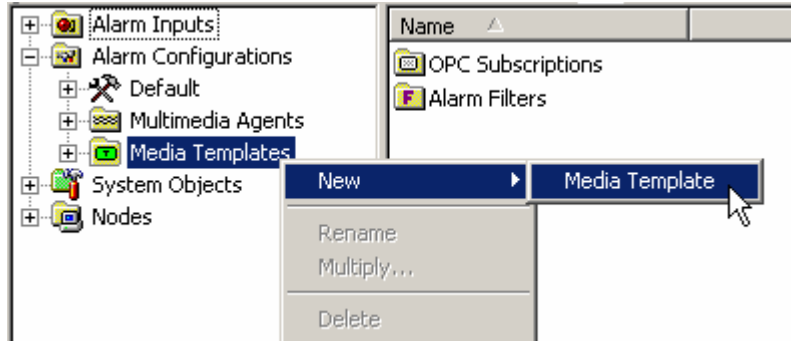 Alarm Inputs
Alarm Configurations
Default
Multimedia Agents
Media Templates
System Objects
Nodes
Name
OPC Subscriptions
Alarm Filters
New
Rename
Multiply...
Delete
Media Template